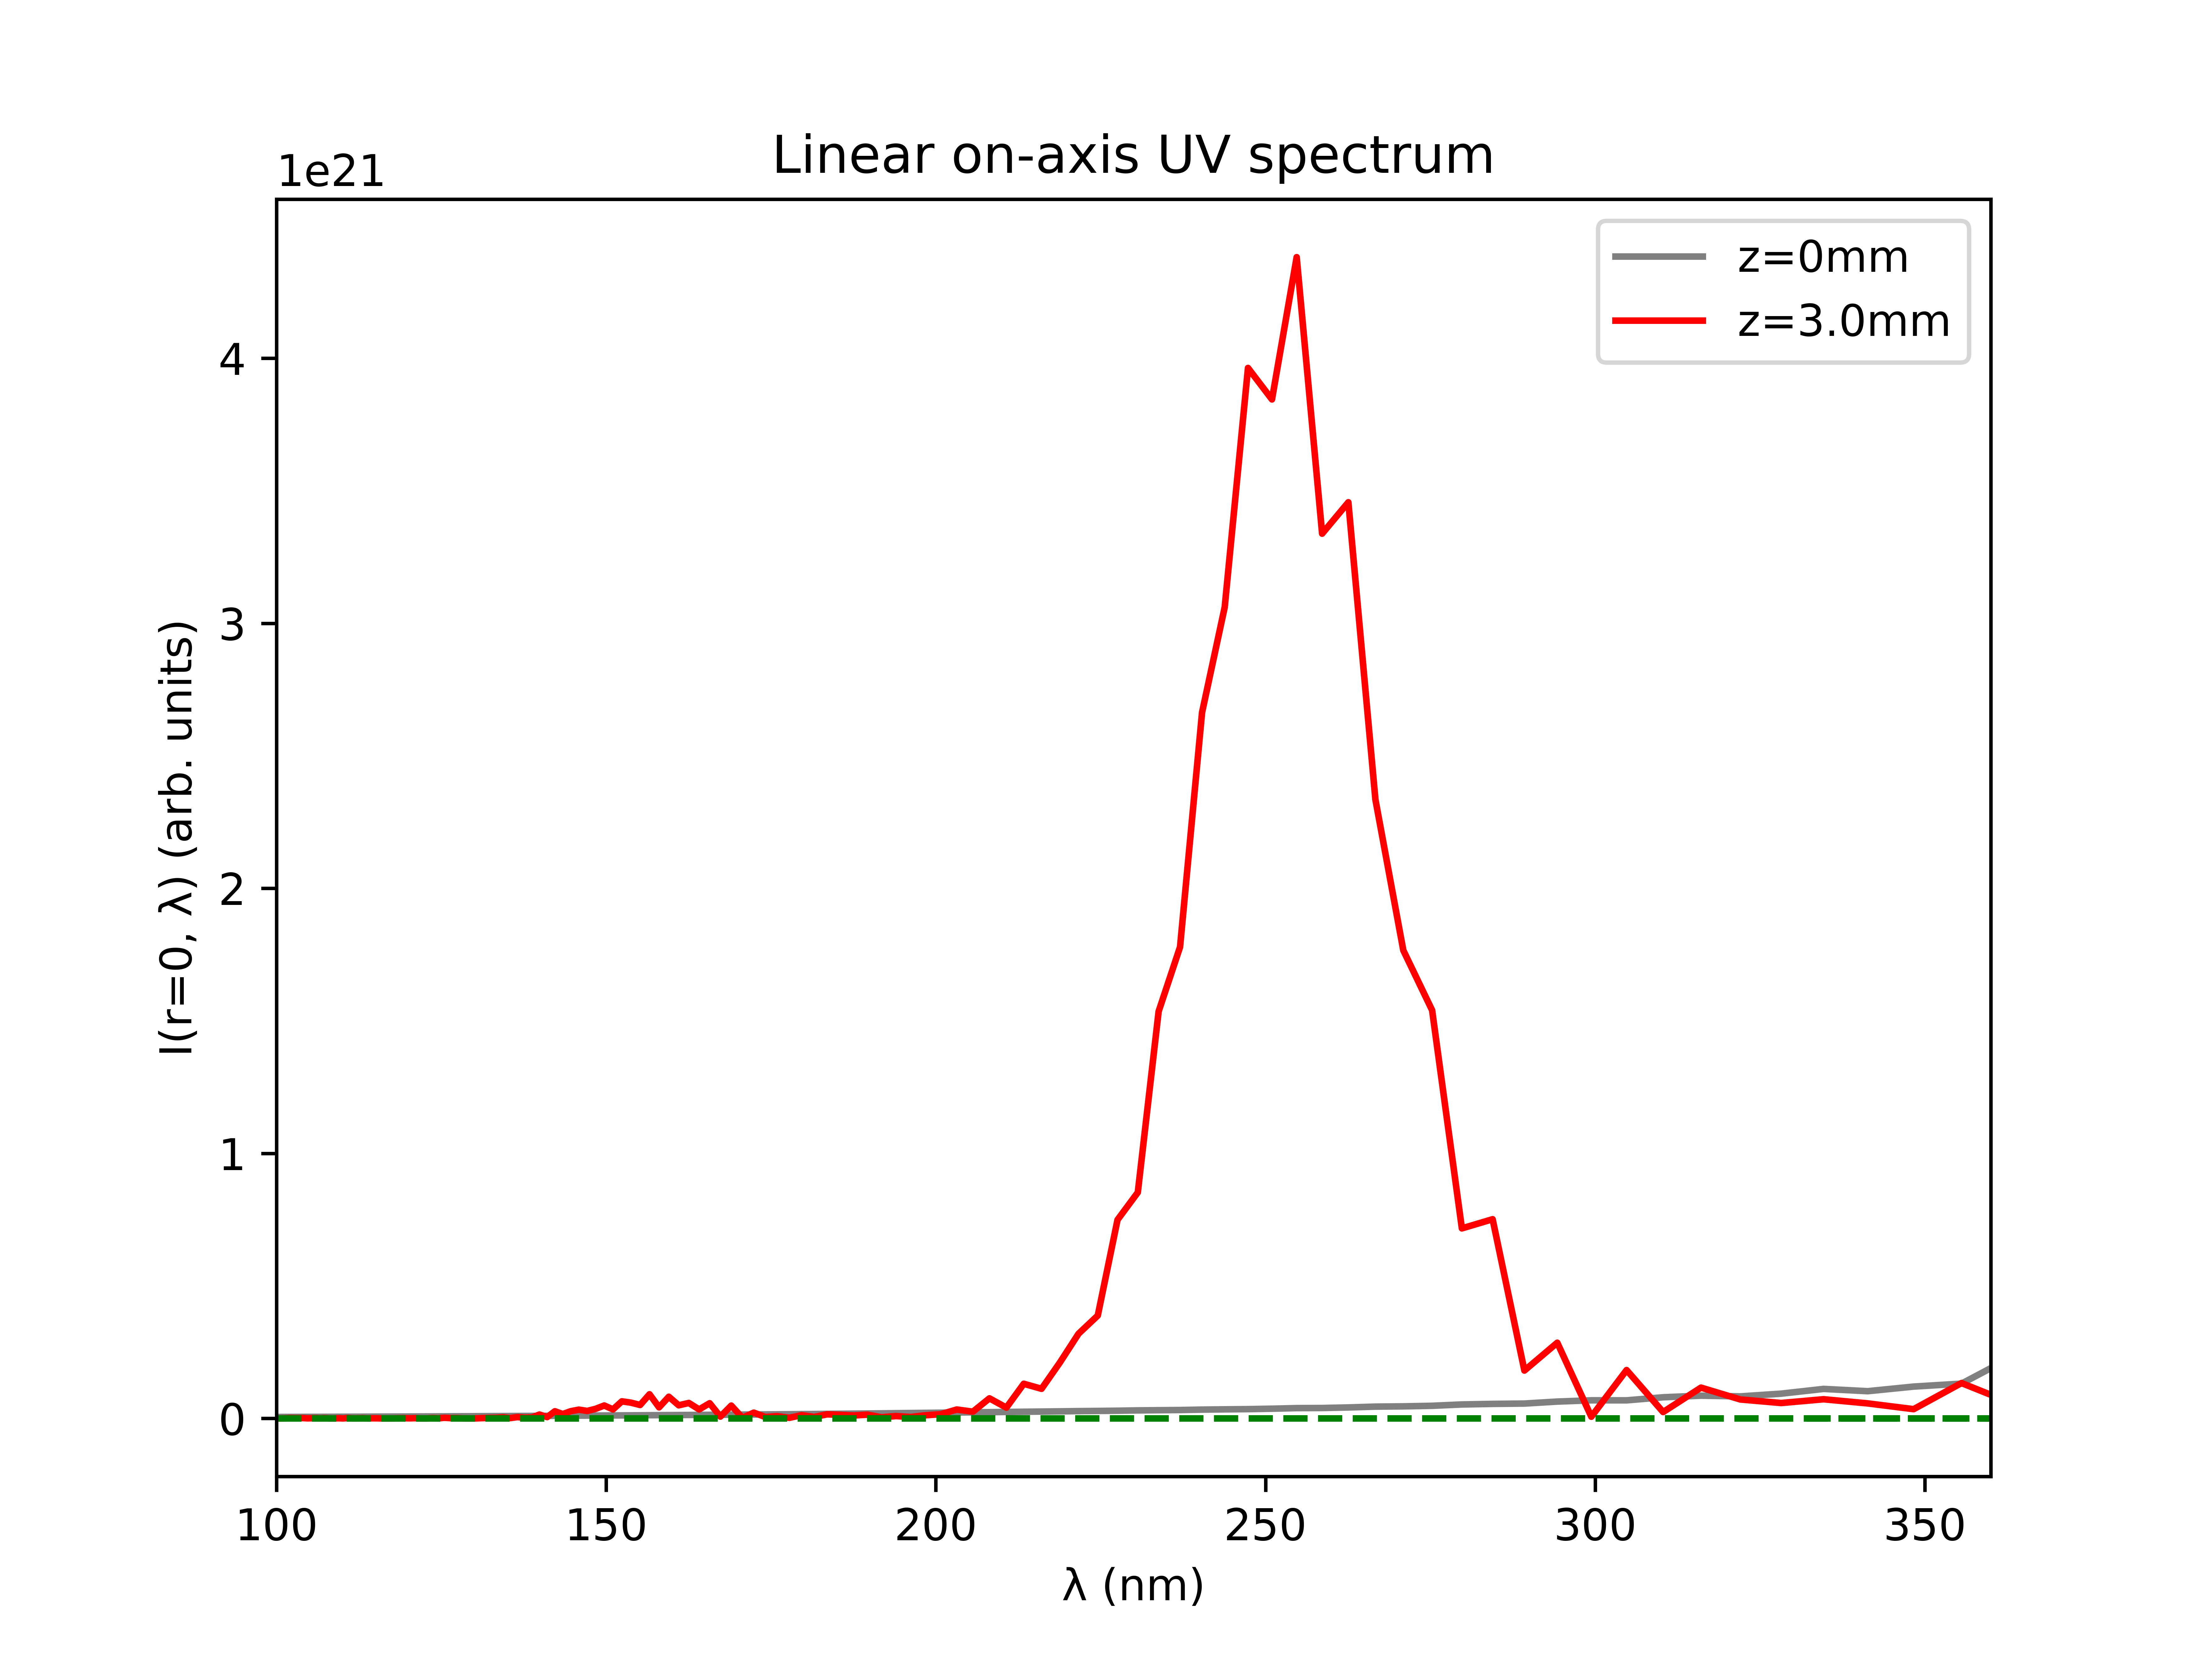 Linear on-axis UV spectrum
1e21
z=0mm
z=3.0mm
4
3
2
1
0
I(r=0, λ) (arb. units)
100 150 200 250 300 350
λ (nm)